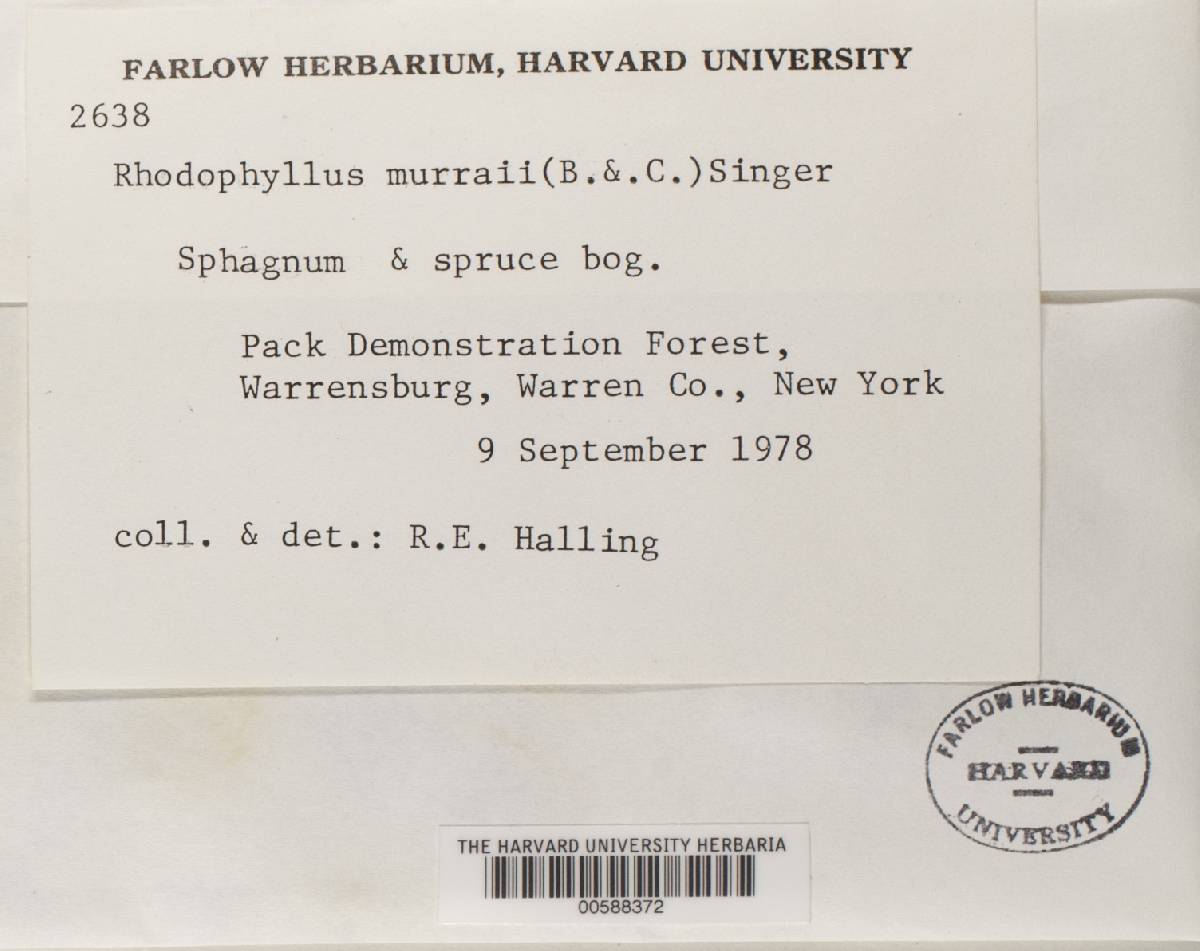 FARLOW HERBARIUM, HARVARD UNIVERSITY
2638
Rhodophyllus murraii(B.&.C.)Singer
Sphagnum & spruce bog.
Pack Demonstration Forest,
Warrensburg, Warren Co., New York
9 September 1978
coll. & det.: R.E. Halling
FARLOW HERBARIUM
HARVARD
UNIVERSITY
THE HARVARD UNIVERSITY HERBARIA
00588372